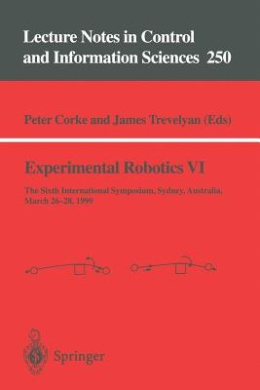 Lecture Notes in Control
and Information Sciences 250
Peter Corke and James Trevelyan (Eds)
Experimental Robotics VI
The Sixth International Symposium, Sydney, Australia,
March 26-28, 1999
Springer